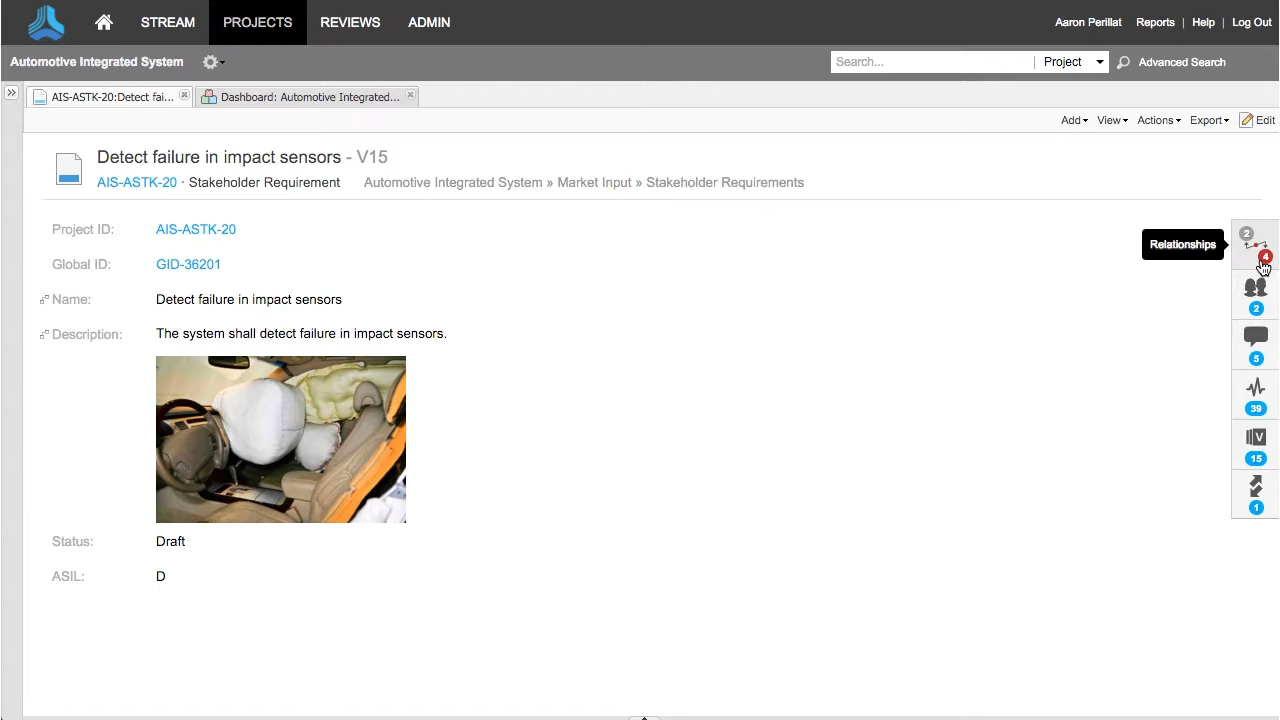 STREAM PROJECTS REVIEWS ADMIN Aaron Perillat Reports | Help | Log Out
Automotive Integrated System Search... Project Advanced Search
AIS-ASTK-20:Detect fai... Dashboard: Automotive Integrated...
Add View Actions Export Edit
Detect failure in impact sensors - V15
AIS-ASTK-20 · Stakeholder Requirement Automotive Integrated System » Market Input » Stakeholder Requirements
Project ID: AIS-ASTK-20
2
Relationships
4
Global ID: GID-36201
Name: Detect failure in impact sensors
2
Description: The system shall detect failure in impact sensors.
5
39
V
15
1
Status: Draft
ASIL: D